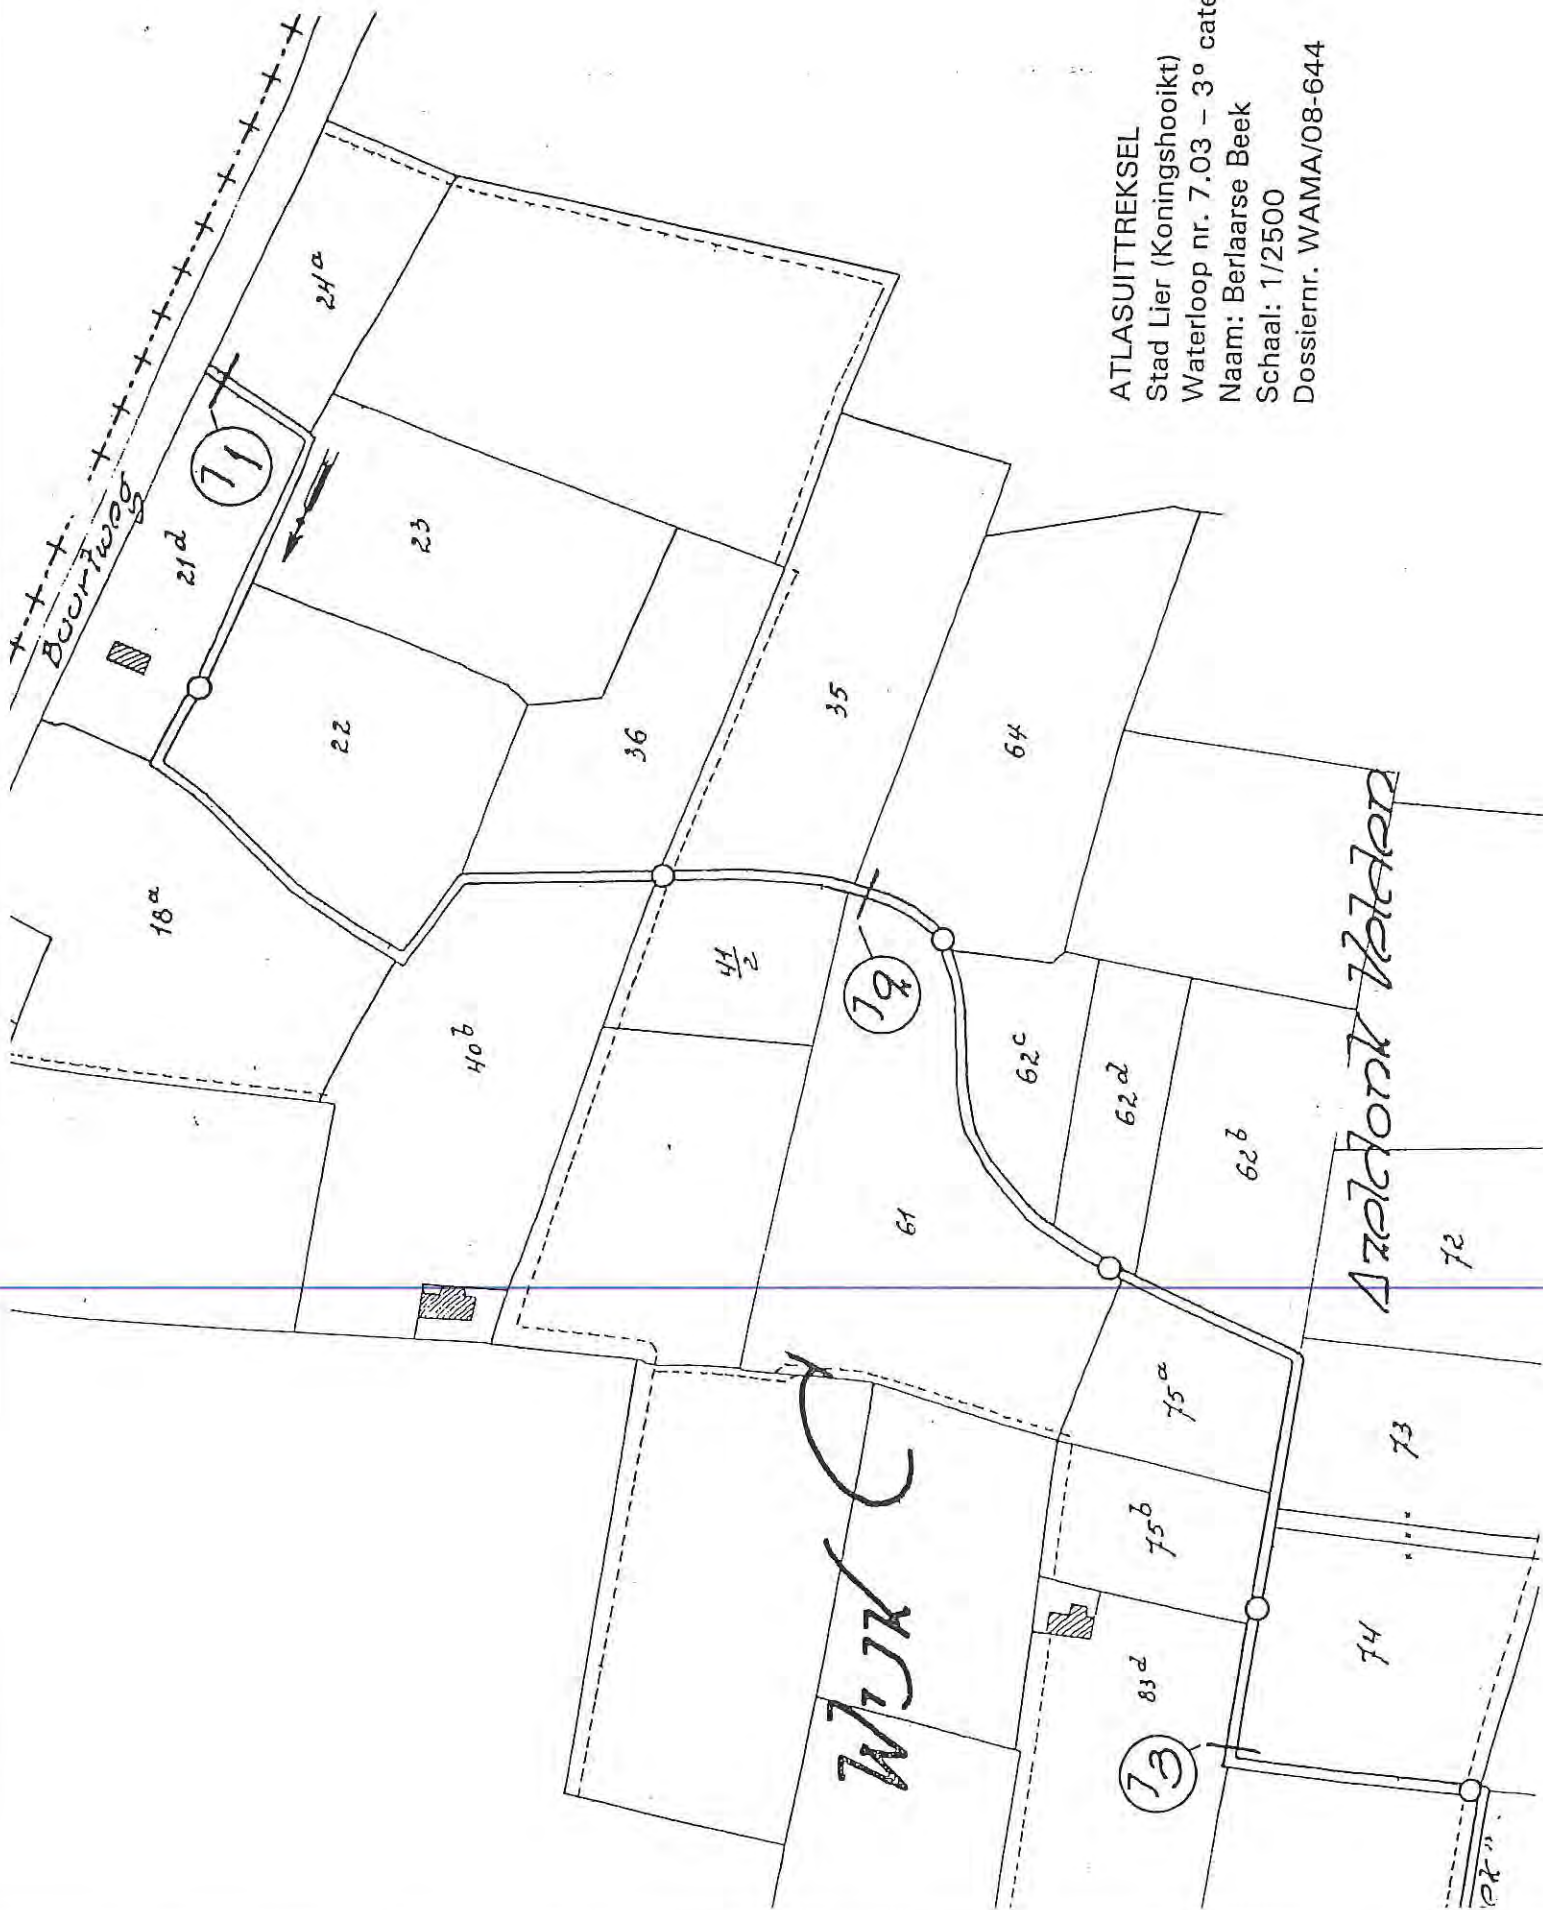 ATLASUITTREKSEL
Stad Lier (Koningshooikt)
Waterloop nr. 7.03 – 3° cate
Naam: Berlaarse Beek
Schaal: 1/2500
Dossiernr. WAMA/08-644
Buurtweg
24a
21d
23
22
36
35
64
18a
40b
41/2
62c
62d
62b
61
72
73
74
75a
75b
83d
Azeldonk Velden
WIJK C